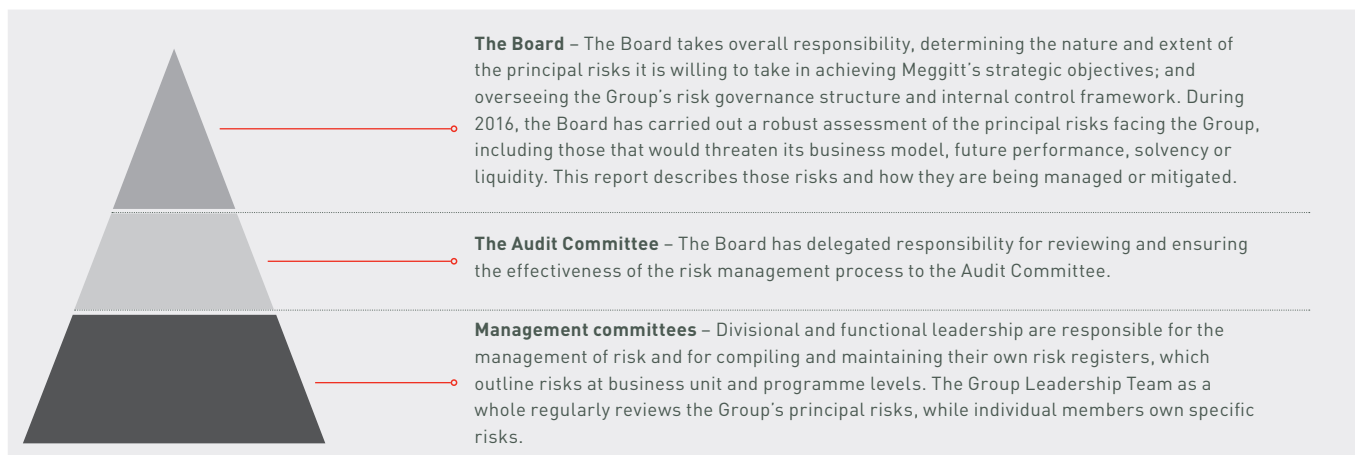 The Board – The Board takes overall responsibility, determining the nature and extent of
the principal risks it is willing to take in achieving Meggitt's strategic objectives; and
overseeing the Group's risk governance structure and internal control framework. During
2016, the Board has carried out a robust assessment of the principal risks facing the Group,
including those that would threaten its business model, future performance, solvency or
liquidity. This report describes those risks and how they are being managed or mitigated.
The Audit Committee – The Board has delegated responsibility for reviewing and ensuring
the effectiveness of the risk management process to the Audit Committee.
Management committees – Divisional and functional leadership are responsible for the
management of risk and for compiling and maintaining their own risk registers, which
outline risks at business unit and programme levels. The Group Leadership Team as a
whole regularly reviews the Group's principal risks, while individual members own specific
risks.